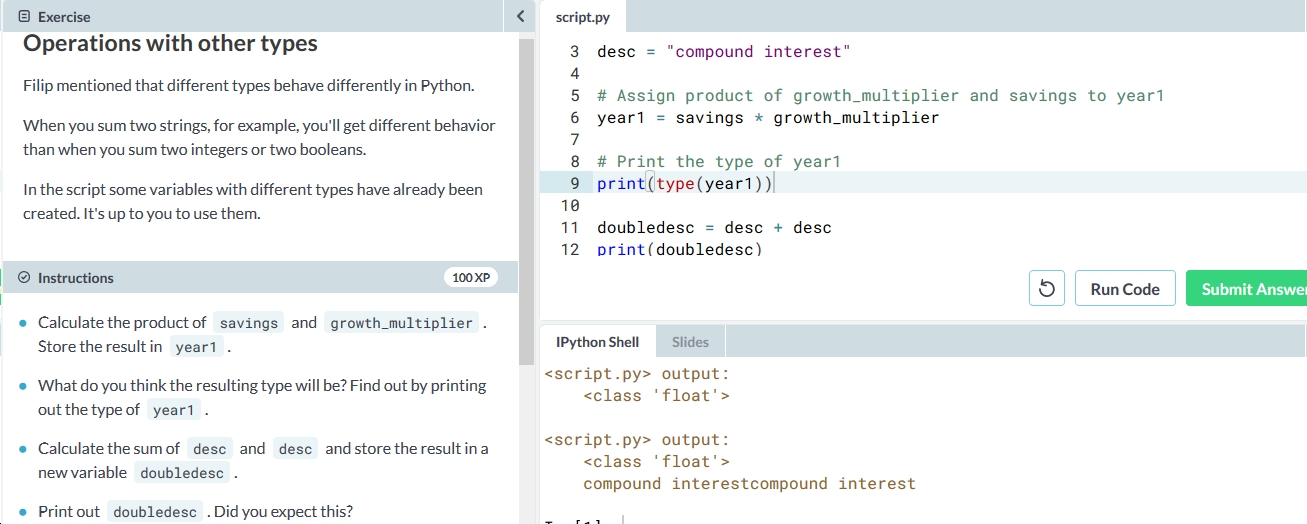 Exercise
Operations with other types
Filip mentioned that different types behave differently in Python.
When you sum two strings, for example, you'll get different behavior
than when you sum two integers or two booleans.
In the script some variables with different types have already been
created. It's up to you to use them.
Instructions
100 XP
Calculate the product of savings and growth_multiplier .
Store the result in year1 .
What do you think the resulting type will be? Find out by printing
out the type of year1 .
Calculate the sum of desc and desc and store the result in a
new variable doubledesc .
Print out doubledesc . Did you expect this?
script.py
3 desc = "compound interest"
4
5 # Assign product of growth_multiplier and savings to year1
6 year1 = savings * growth_multiplier
7
8 # Print the type of year1
9 print(type(year1))
10
11 doubledesc = desc + desc
12 print(doubledesc)
Run Code
Submit Answer
IPython Shell
Slides
<script.py> output:
<class 'float'>
<script.py> output:
<class 'float'>
compound interestcompound interest